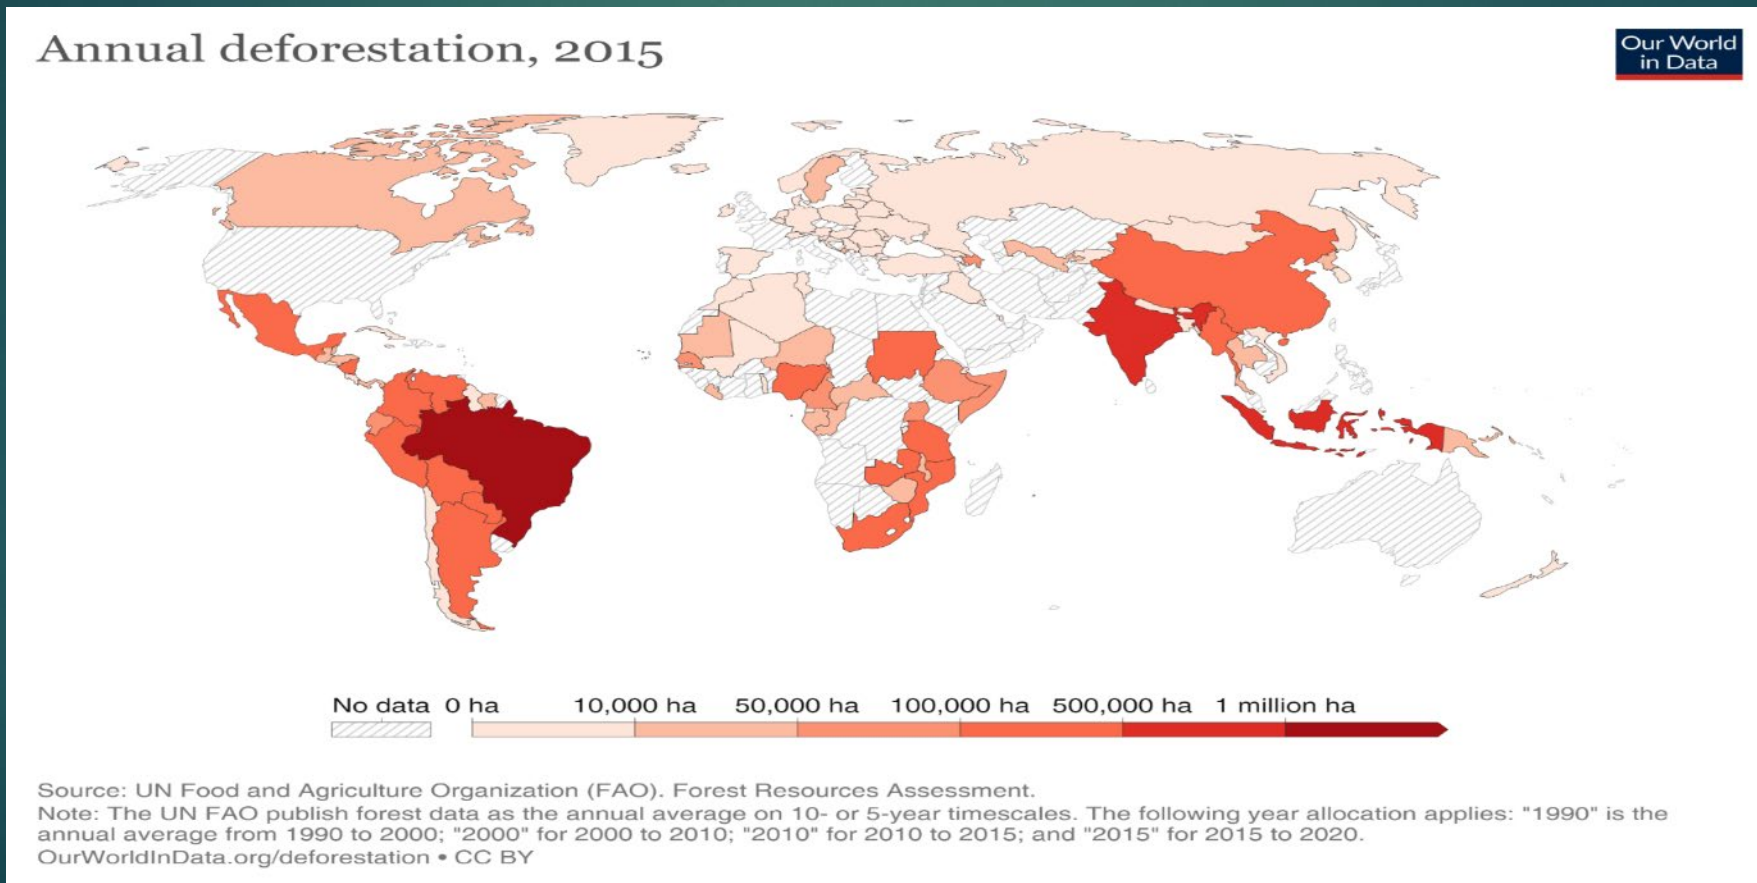 Annual deforestation, 2015
Our World
in Data
No data 0 ha 10,000 ha 50,000 ha 100,000 ha 500,000 ha 1 million ha
Source: UN Food and Agriculture Organization (FAO). Forest Resources Assessment.
Note: The UN FAO publish forest data as the annual average on 10- or 5-year timescales. The following year allocation applies: "1990" is the
annual average from 1990 to 2000; "2000" for 2000 to 2010; "2010" for 2010 to 2015; and "2015" for 2015 to 2020.
OurWorldInData.org/deforestation • CC BY